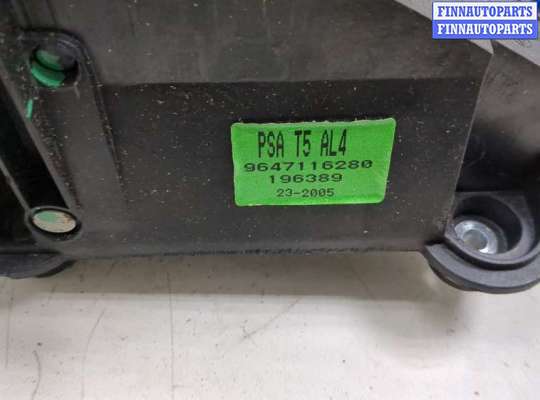 FINNAUTOPARTS
FINNAUTOPARTS
PSA T5 AL4
9647116280
196389
23-2005